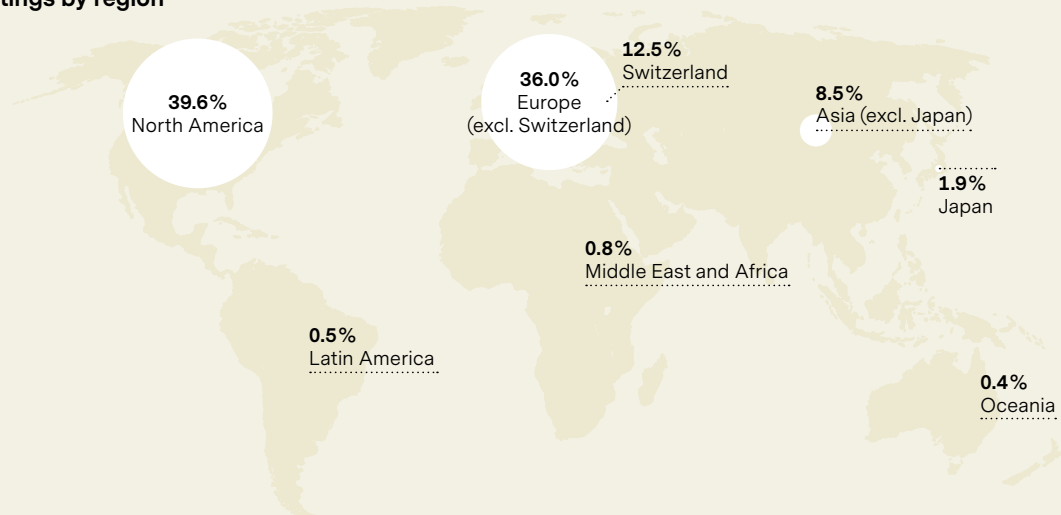 by region
39.6%
North America
36.0%
Europe
(excl. Switzerland)
12.5%
Switzerland
8.5%
Asia (excl. Japan)
1.9%
Japan
0.8%
Middle East and Africa
0.5%
Latin America
0.4%
Oceania